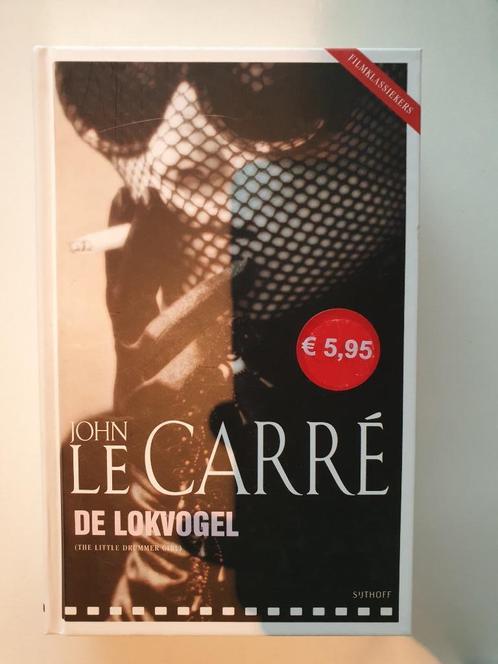 FILMKLASSIEKERS
€ 5,95
JOHN
LE CARRÉ
DE LOKVOGEL
(THE LITTLE DRUMMER GIRL)
SIJTHOFF